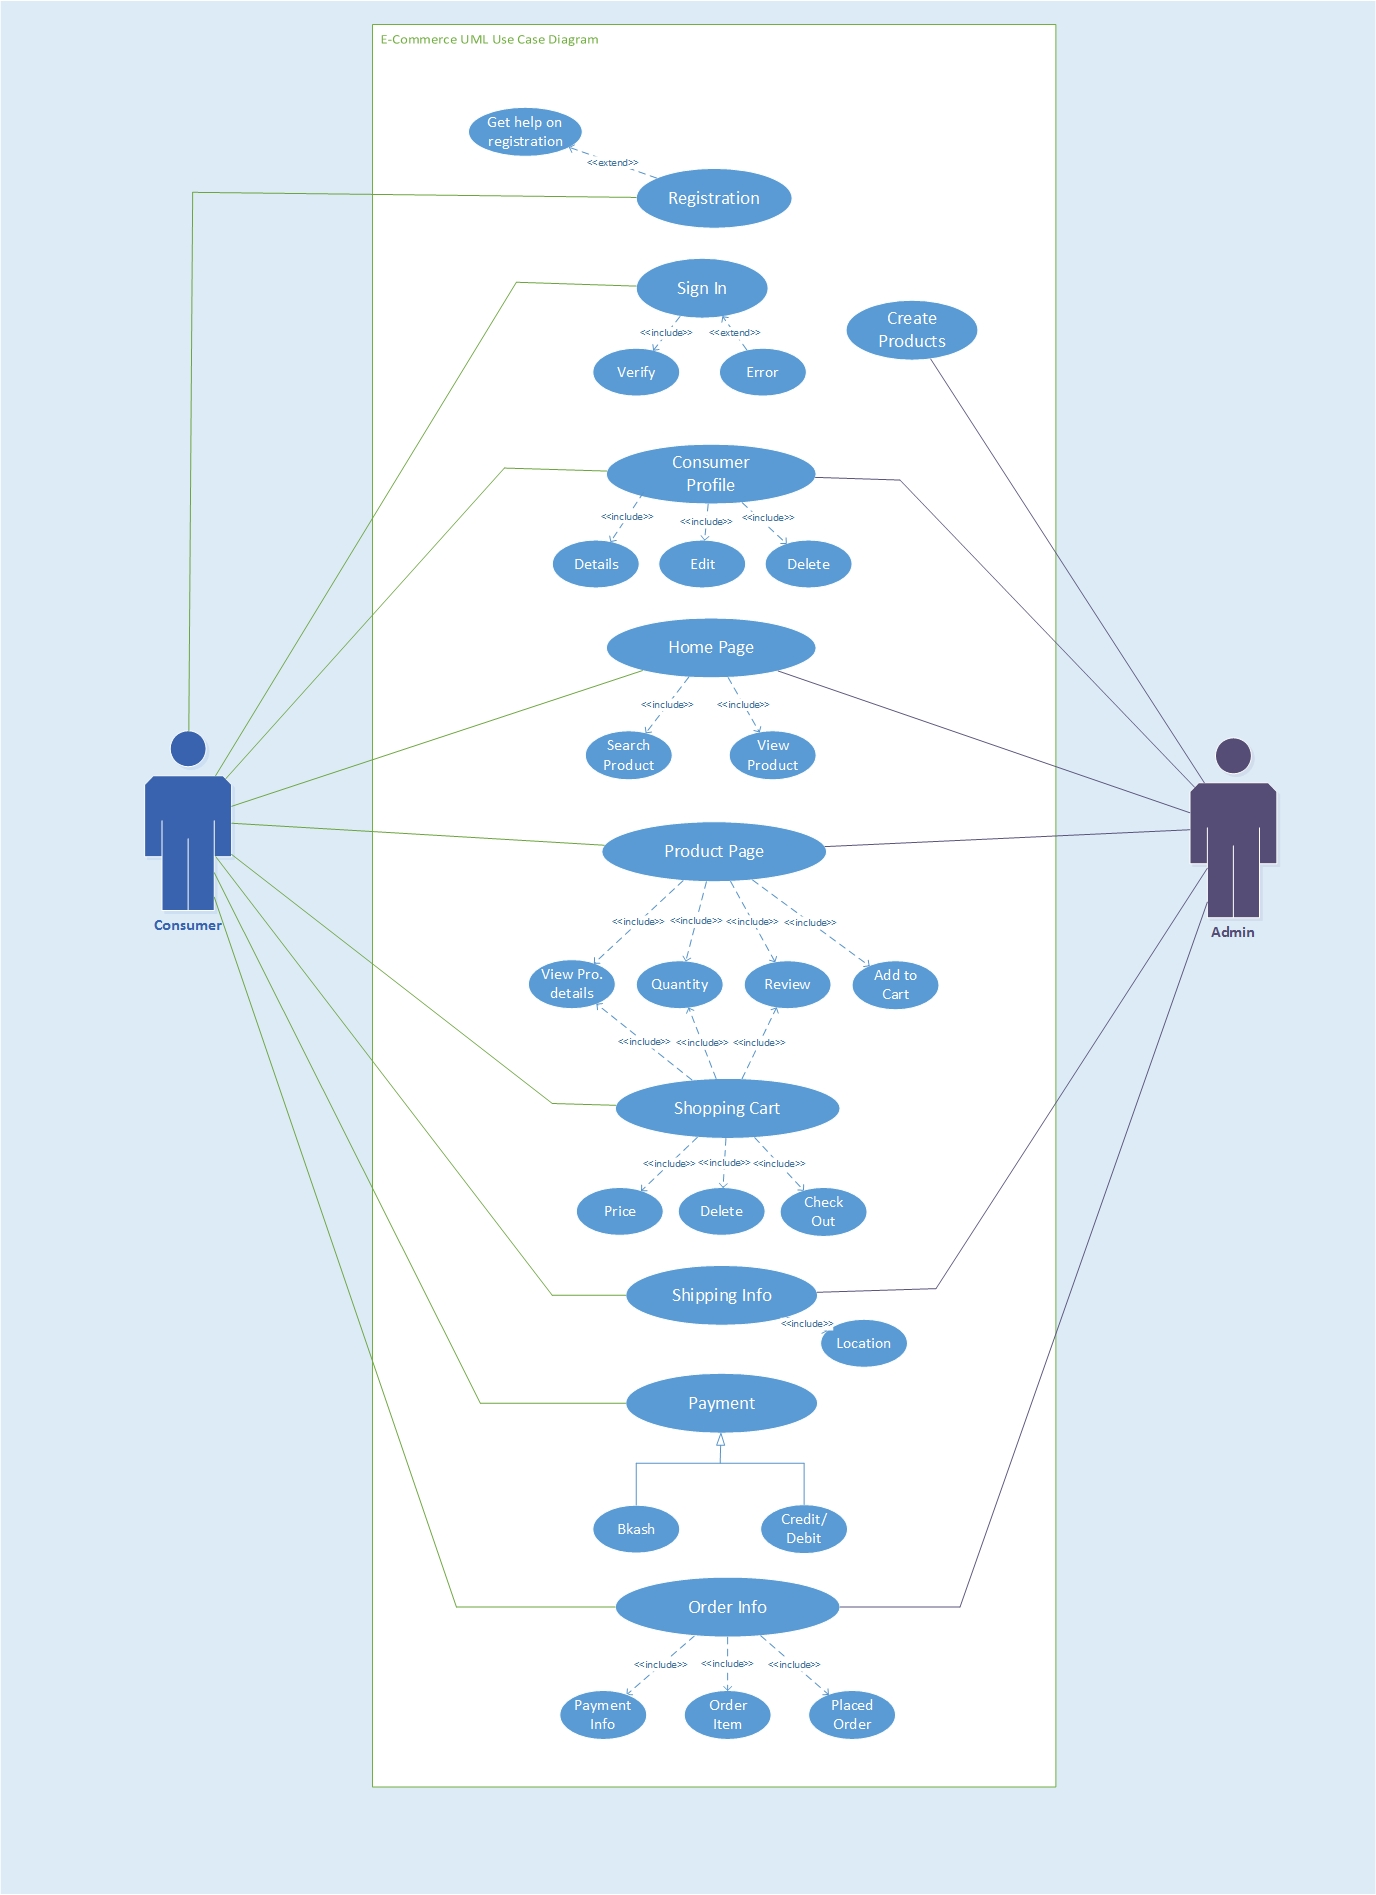 E-Commerce UML Use Case Diagram
Get help on
registration
<<extend>>
Registration
Sign In
<<include>>
<<extend>>
Verify
Error
Create
Products
Consumer
Profile
<<include>>
<<include>>
<<include>>
Details
Edit
Delete
Home Page
<<include>>
<<include>>
Search
Product
View
Product
Product Page
Consumer
Admin
<<include>>
<<include>>
<<include>>
<<include>>
View Pro.
details
Quantity
Review
Add to
Cart
<<include>>
<<include>>
<<include>>
Shopping Cart
<<include>>
<<include>>
<<include>>
Price
Delete
Check
Out
Shipping Info
<<include>>
Location
Payment
Bkash
Credit/
Debit
Order Info
<<include>>
<<include>>
<<include>>
Payment
Info
Order
Item
Placed
Order